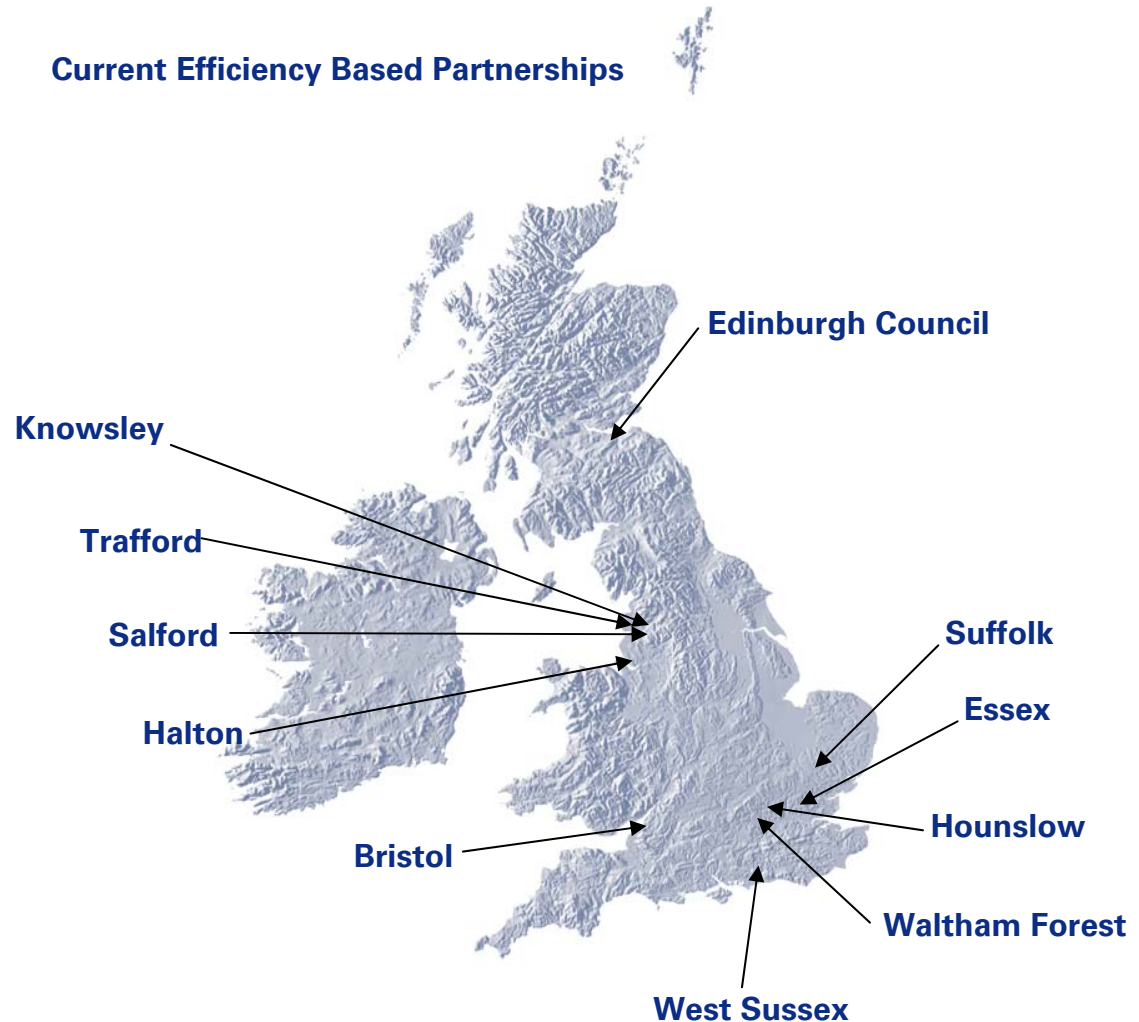 Current Efficiency Based Partnerships
Edinburgh Council
Knowsley
Trafford
Salford
Suffolk
Essex
Halton
Hounslow
Bristol
Waltham Forest
West Sussex